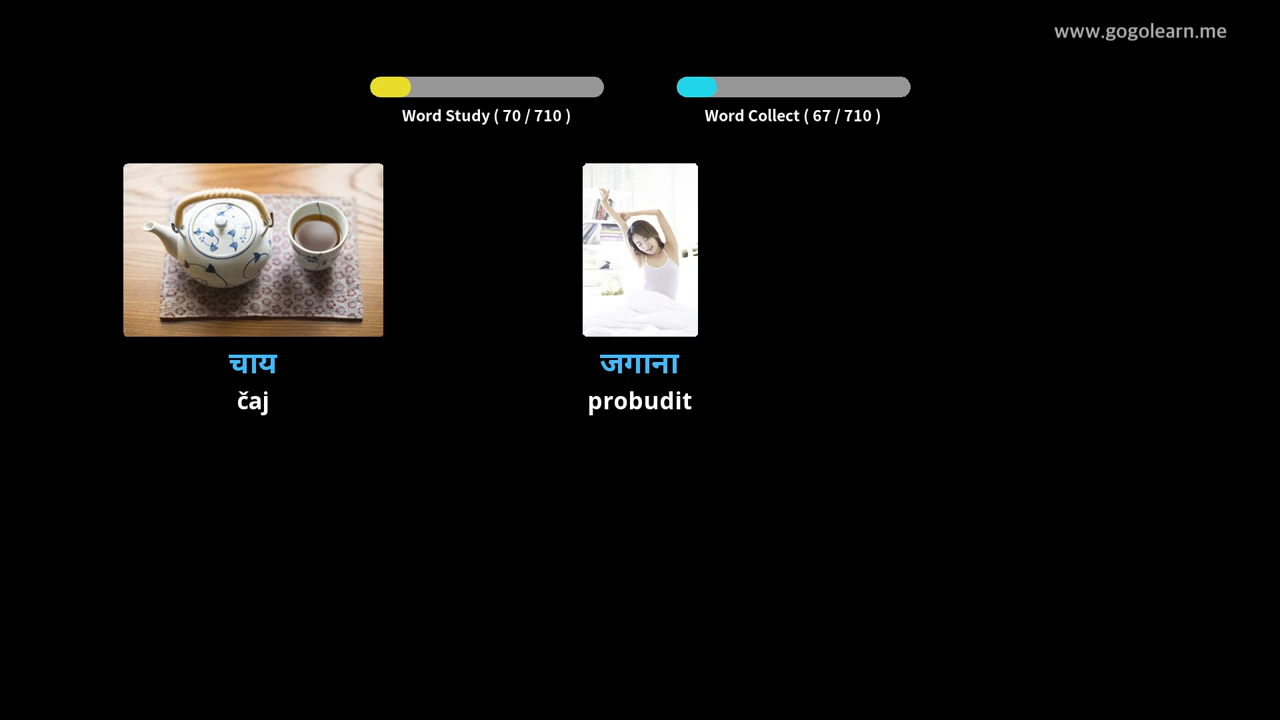 www.gogolearn.me
Word Study ( 70 / 710 )
Word Collect ( 67 / 710 )
चाय
čaj
जगाना
probudit